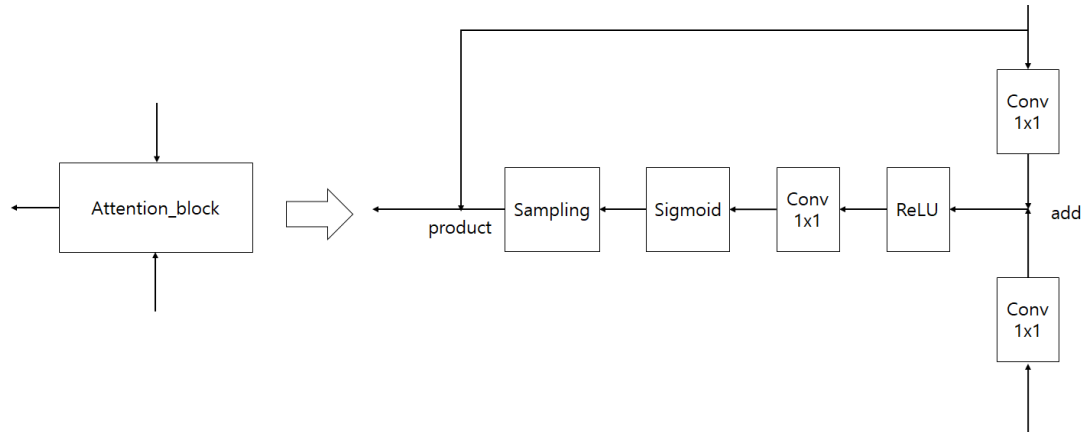 Attention_block
product
Sampling
Sigmoid
Conv
1x1
ReLU
Conv
1x1
add
Conv
1x1